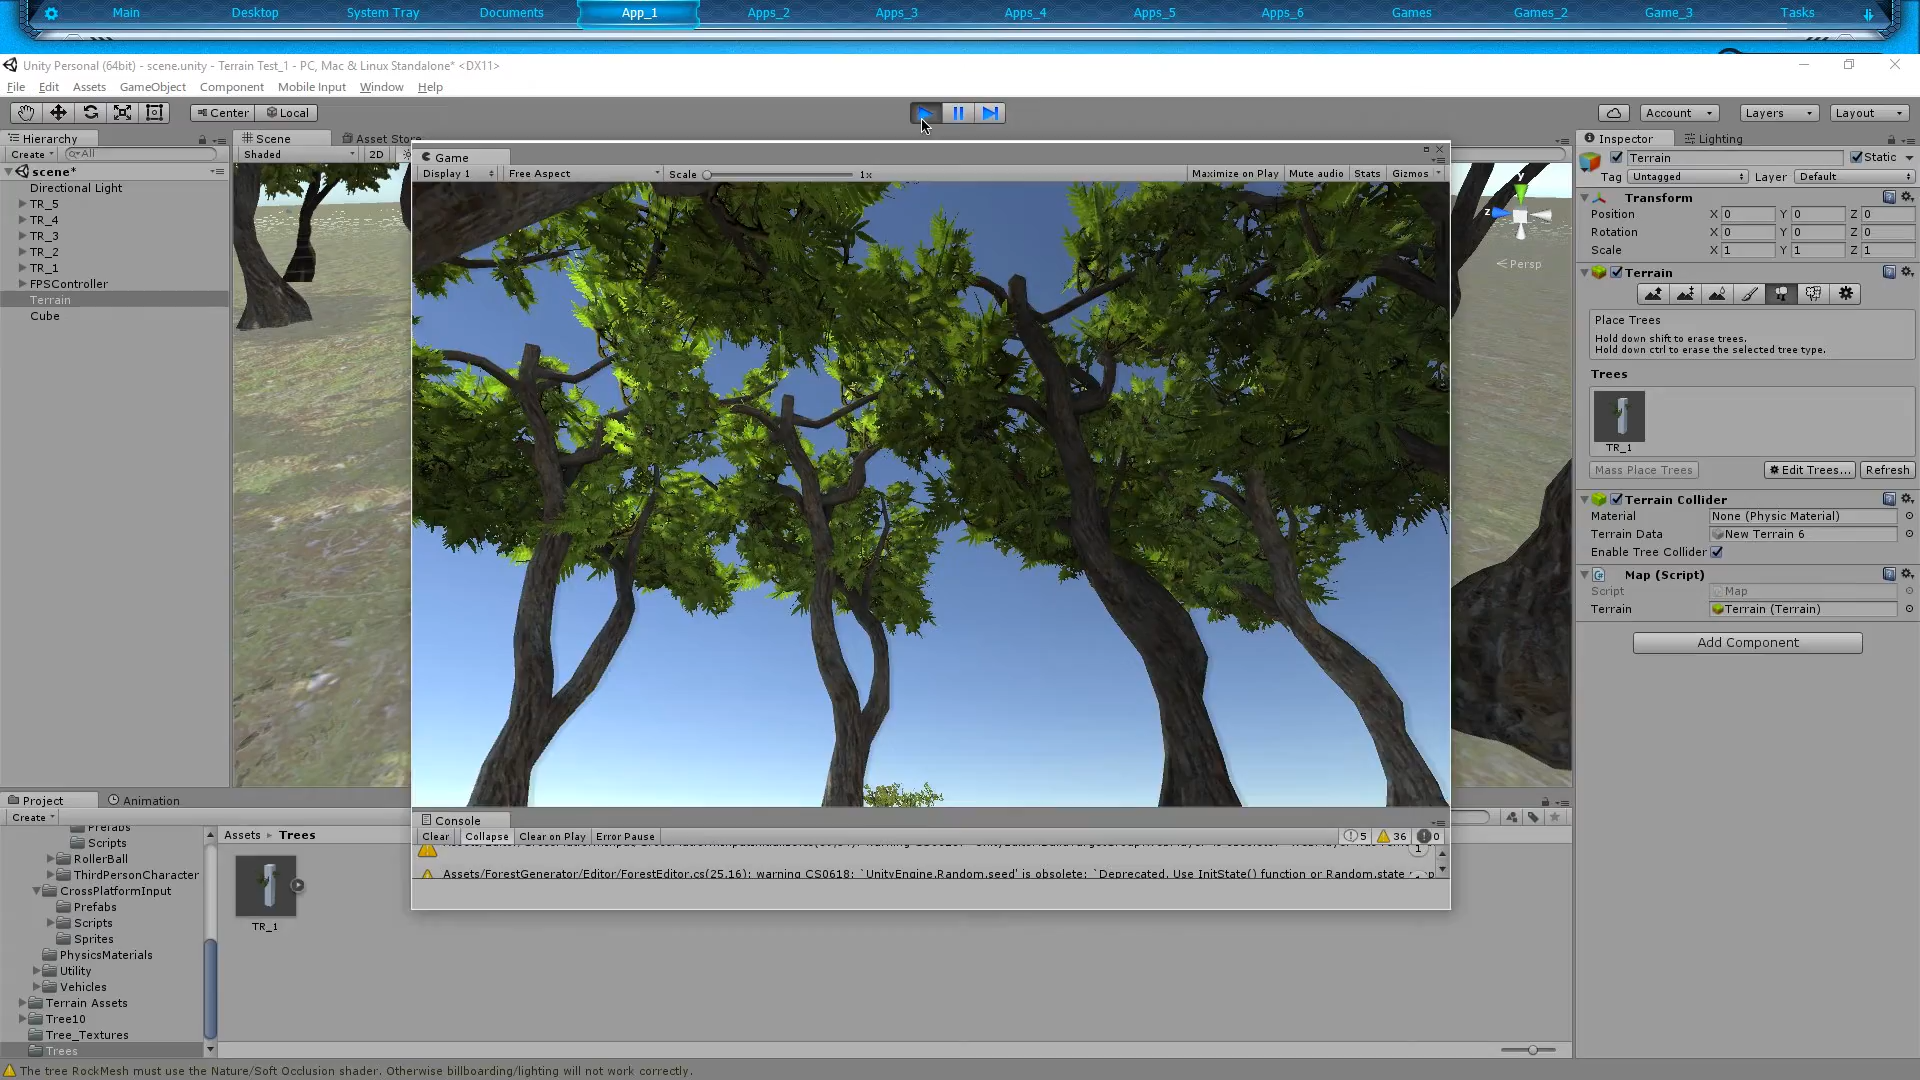 Main Desktop System Tray Documents App_1 Apps_2 Apps_3 Apps_4 Apps_5 Apps_6 Games Games_2 Game_3 Tasks
Unity Personal (64bit) - scene.unity - Terrain Test_1 - PC, Mac & Linux Standalone* <DX11>
File Edit Assets GameObject Component Mobile Input Window Help
Center Local Account Layers Layout
Hierarchy
Create All
scene*
Directional Light
TR_5
TR_4
TR_3
TR_2
TR_1
FPSController
Terrain
Cube
Scene Asset Store
Shaded 2D
y
z
Persp
Game
Display 1 Free Aspect Scale 1x Maximize on Play Mute audio Stats Gizmos
Inspector Lighting
Terrain Static
Tag Untagged Layer Default
Transform
Position X 0 Y 0 Z 0
Rotation X 0 Y 0 Z 0
Scale X 1 Y 1 Z 1
Terrain
Place Trees
Hold down shift to erase trees.
Hold down ctrl to erase the selected tree type.
Trees
TR_1
Mass Place Trees Edit Trees... Refresh
Terrain Collider
Material None (Physic Material)
Terrain Data New Terrain 6
Enable Tree Collider
Map (Script)
Script Map
Terrain Terrain (Terrain)
Add Component
Project Animation
Create
Prefabs
Scripts
RollerBall
ThirdPersonCharacter
CrossPlatformInput
Prefabs
Scripts
Sprites
PhysicsMaterials
Utility
Vehicles
Terrain Assets
Tree10
Tree_Textures
Trees
Assets Trees
TR_1
Console
Clear Collapse Clear on Play Error Pause 5 36 0
1
Assets/ForestGenerator/Editor/ForestEditor.cs(25,16): warning CS0618: `UnityEngine.Random.seed' is obsolete: `Deprecated. Use InitState() function or Random.state
The tree RockMesh must use the Nature/Soft Occlusion shader. Otherwise billboarding/lighting will not work correctly.